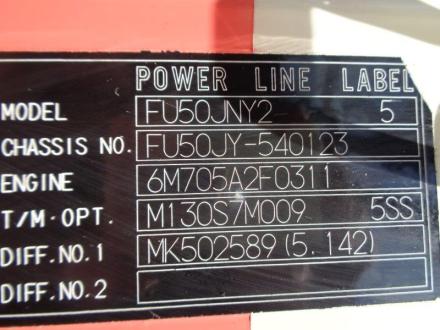 POWER LINE LABEL
MODEL FU50JNY2 5
CHASSIS NO. FU50JY-540123
ENGINE 6M705A2F0311
T/M·OPT. M130S7M009 5SS
DIFF.NO.1 MK502589(5.142)
DIFF.NO.2